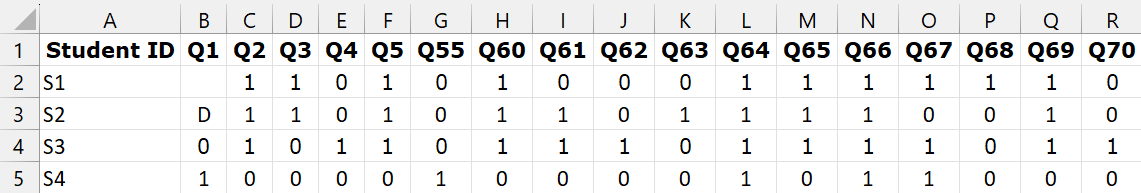 A B C D E F G H I J K L M N O P Q R
1 Student ID Q1 Q2 Q3 Q4 Q5 Q55 Q60 Q61 Q62 Q63 Q64 Q65 Q66 Q67 Q68 Q69 Q70
2 S1 1 1 0 1 0 1 0 0 0 1 1 1 1 1 1 0
3 S2 D 1 1 0 1 0 1 1 0 1 1 1 1 0 0 1 0
4 S3 0 1 0 1 1 0 1 1 1 0 1 1 1 1 0 1 1
5 S4 1 0 0 0 0 1 0 0 0 0 1 0 1 1 0 0 0